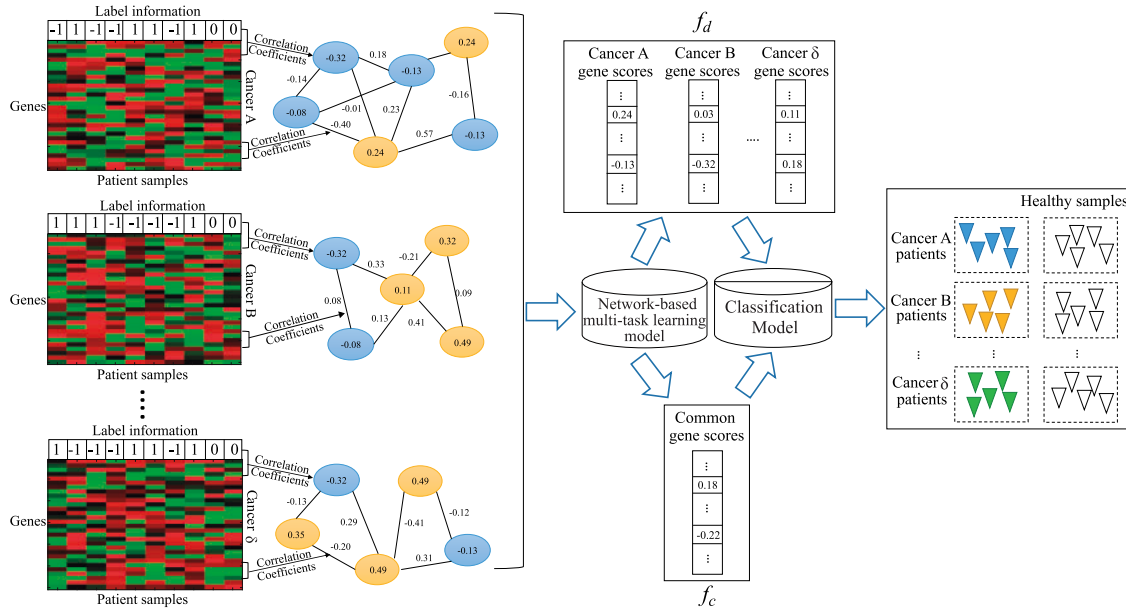 Label information
-1 1 -1 -1 1 1 1 1 0 0
Correlation
Coefficients
Cancer A
Genes
Correlation
Coefficients
Patient samples
-0.32
0.18
-0.13
0.24
-0.14
-0.08
-0.01
0.23
-0.16
-0.40
0.24
0.57
-0.13
Label information
1 1 1 -1 -1 -1 -1 1 0 0
Correlation
Coefficients
Cancer B
Genes
Correlation
Coefficients
Patient samples
-0.32
0.33
-0.21
0.32
0.11
0.08
0.09
0.13
0.41
-0.08
0.49
Label information
1 -1 -1 -1 1 1 -1 1 0 0
Correlation
Coefficients
Cancer δ
Genes
Correlation
Coefficients
Patient samples
-0.32
0.49
-0.13
0.29
-0.41
-0.12
0.35
-0.20
0.49
0.31
-0.13
f_d
Cancer A Cancer B Cancer δ
gene scores gene scores gene scores
0.24 0.03 0.11
....
-0.13 -0.32 0.18
Network-based
multi-task learning
model
Classification
Model
Common
gene scores
0.18
-0.22
f_c
Healthy samples
Cancer A
patients
Cancer B
patients
Cancer δ
patients